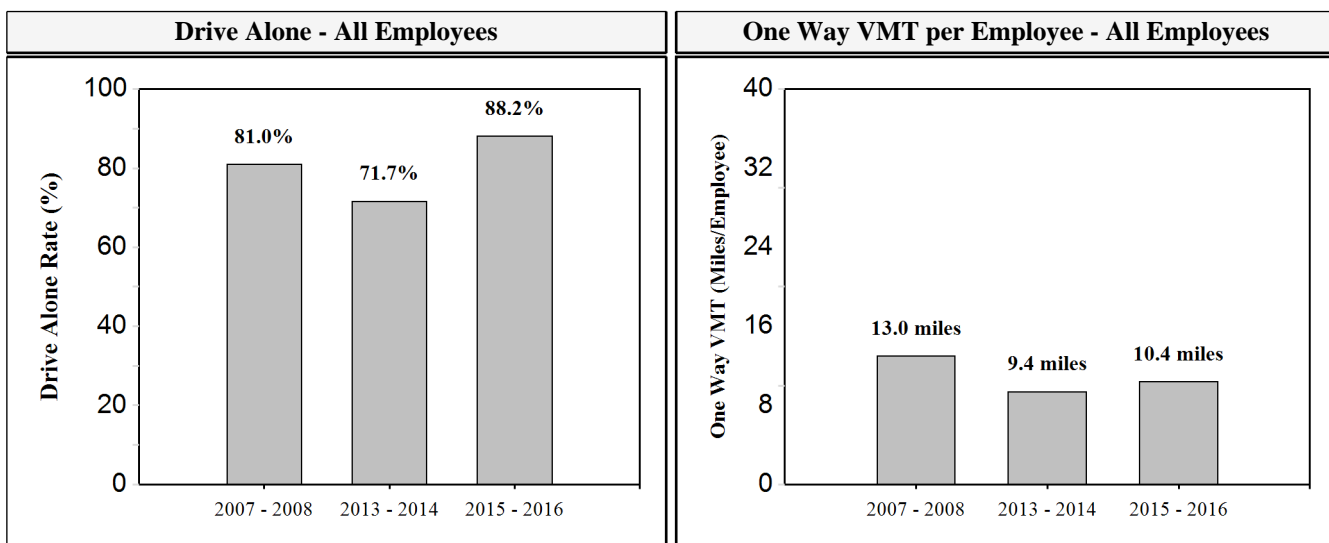 Drive Alone - All Employees
100
80
60
40
20
0
Drive Alone Rate (%)
81.0%
71.7%
88.2%
2007 - 2008
2013 - 2014
2015 - 2016
One Way VMT per Employee - All Employees
40
32
24
16
8
0
One Way VMT (Miles/Employee)
13.0 miles
9.4 miles
10.4 miles
2007 - 2008
2013 - 2014
2015 - 2016